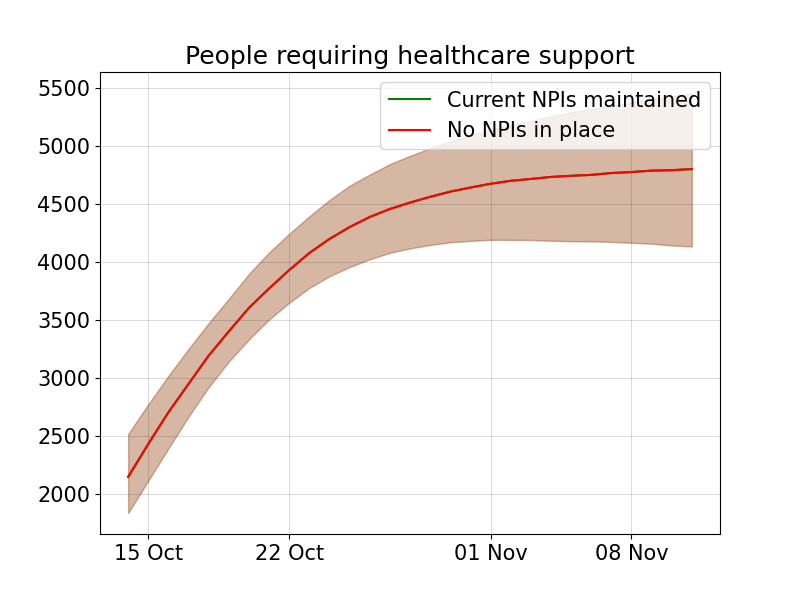 People requiring healthcare support
Current NPIs maintained
No NPIs in place
5500
5000
4500
4000
3500
3000
2500
2000
15 Oct
22 Oct
01 Nov
08 Nov